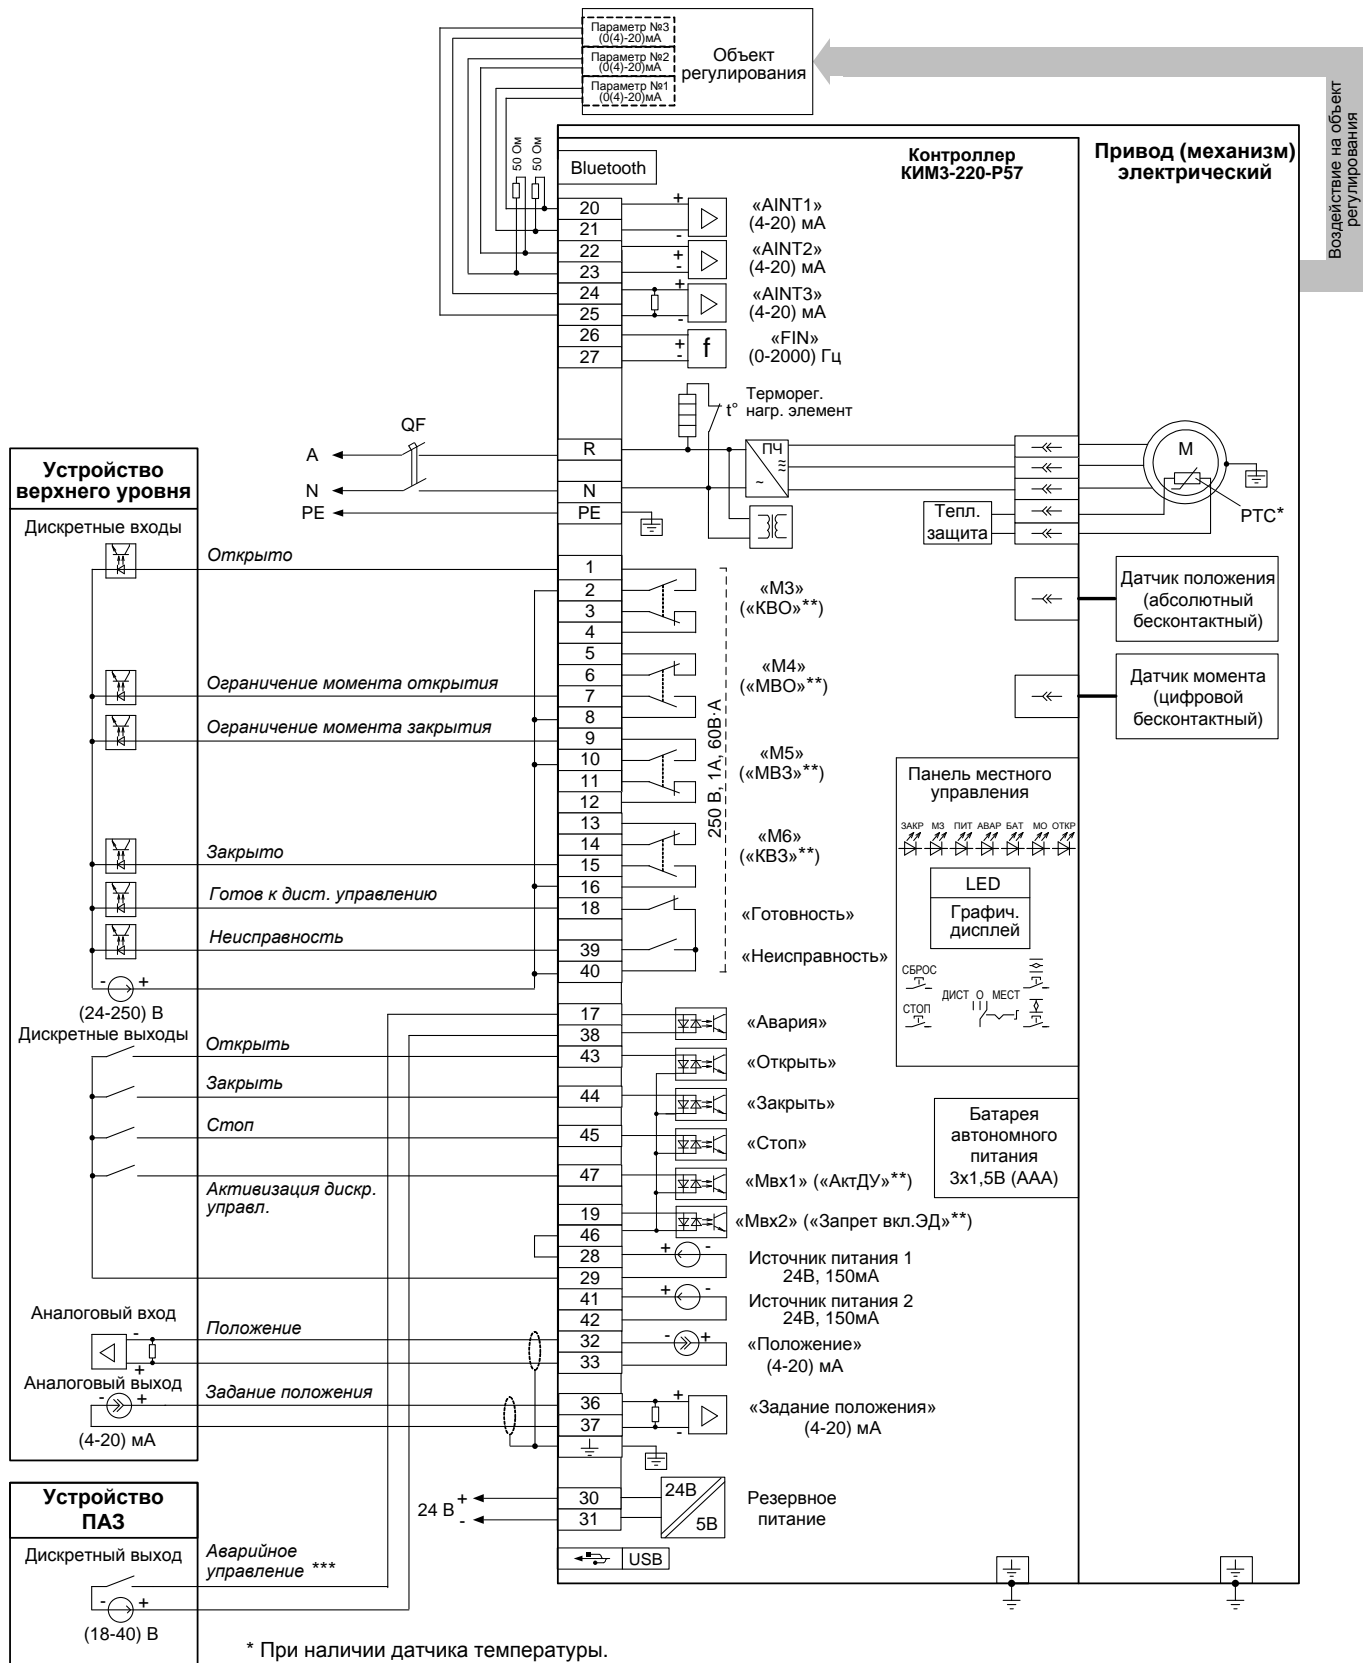 Параметр №3
(0(4)-20)мА
Параметр №2
(0(4)-20)мА
Параметр №1
(0(4)-20)мА
Объект
регулирования
Воздействие на объект
регулирования
50 Ом
50 Ом
Bluetooth
Контроллер
КИМ3-220-Р57
Привод (механизм)
электрический
20
21
22
23
24
25
26
27
+
-
«AINT1»
(4-20) мА
+
-
«AINT2»
(4-20) мА
+
-
«AINT3»
(4-20) мА
+
-
f
«FIN»
(0-2000) Гц
t°
Терморег.
нагр. элемент
QF
A
N
PE
R
N
PE
ПЧ
≈
~
M
Тепл.
защита
PTC*
Датчик положения
(абсолютный
бесконтактный)
Датчик момента
(цифровой
бесконтактный)
Устройство
верхнего уровня
Дискретные входы
Открыто
Ограничение момента открытия
Ограничение момента закрытия
Закрыто
Готов к дист. управлению
Неисправность
- +
(24-250) В
1
2
3
4
5
6
7
8
9
10
11
12
13
14
15
16
18
39
40
«М3»
(«КВО»**)
«М4»
(«МВО»**)
«М5»
(«МВЗ»**)
«М6»
(«КВЗ»**)
«Готовность»
«Неисправность»
250 В, 1А, 60В·А
Панель местного
управления
ЗАКР МЗ ПИТ АВАР БАТ МО ОТКР
LED
Графич.
дисплей
СБРОС
СТОП
ДИСТ О МЕСТ
Батарея
автономного
питания
3х1,5В (ААА)
Дискретные выходы
Открыть
Закрыть
Стоп
Активизация дискр.
управл.
17
38
43
44
45
47
19
46
28
29
41
42
32
33
36
37
«Авария»
«Открыть»
«Закрыть»
«Стоп»
«Мвх1» («АктДУ»**)
«Мвх2» («Запрет вкл.ЭД»**)
+ -
Источник питания 1
24В, 150мА
+ -
Источник питания 2
24В, 150мА
- +
«Положение»
(4-20) мА
+
-
«Задание положения»
(4-20) мА
Аналоговый вход
-
+
Положение
Аналоговый выход
- +
Задание положения
(4-20) мА
24 В
+
-
30
31
24В
5В
Резервное
питание
USB
Устройство
ПАЗ
Дискретный выход
Аварийное
управление ***
- +
(18-40) В
* При наличии датчика температуры.